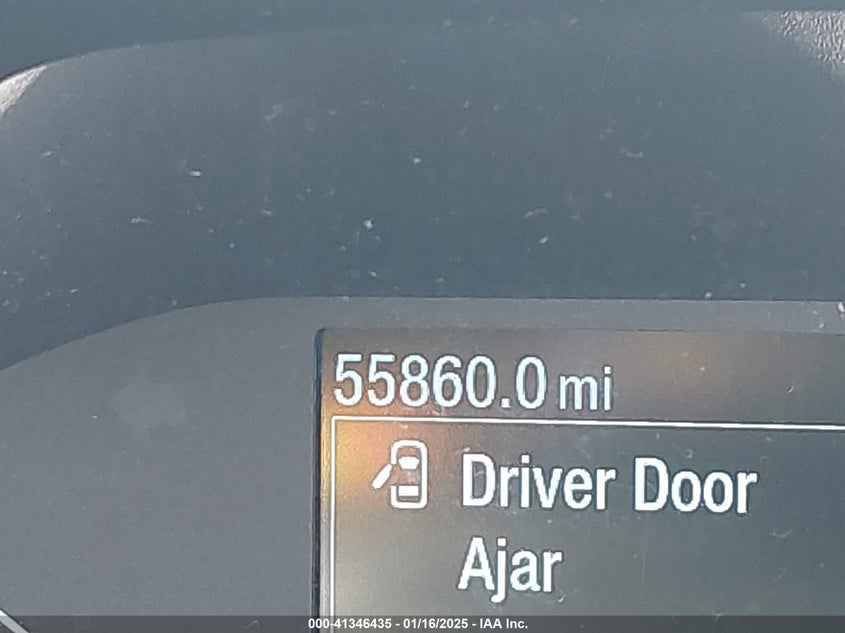 55860.0 mi
Driver Door
Ajar
000-41346435 - 01/16/2025 - IAA Inc.